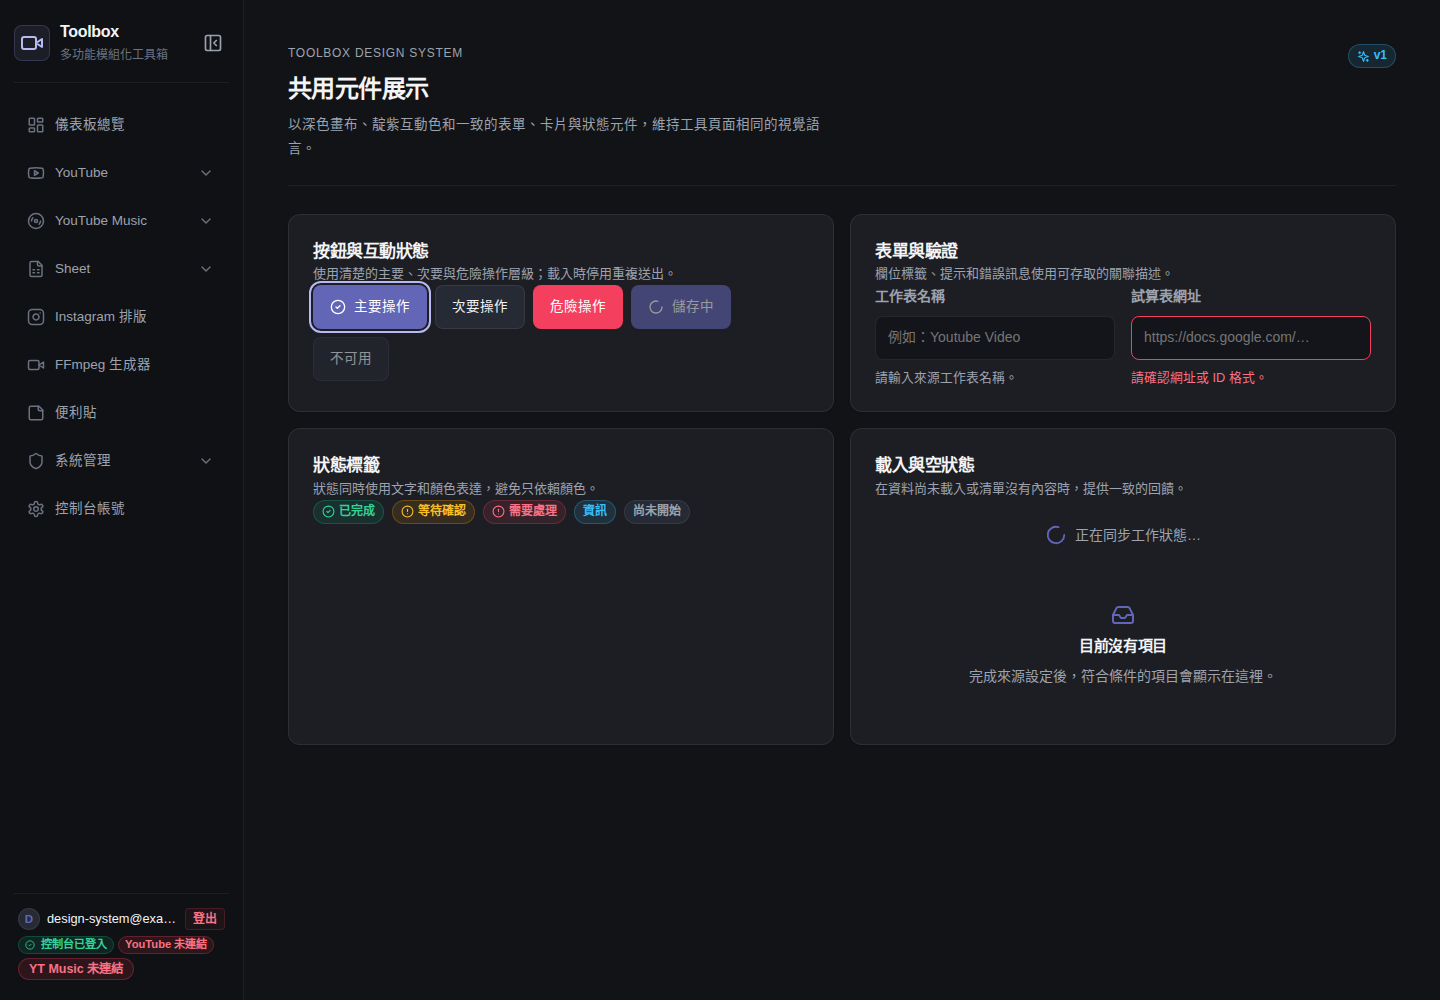 Toolbox
多功能模組化工具箱
儀表板總覽
YouTube
YouTube Music
Sheet
Instagram 排版
FFmpeg 生成器
便利貼
系統管理
控制台帳號
D
design-system@exa…
登出
控制台已登入
YouTube 未連結
YT Music 未連結
TOOLBOX DESIGN SYSTEM
v1
共用元件展示
以深色畫布、靛紫互動色和一致的表單、卡片與狀態元件，維持工具頁面相同的視覺語
言。
按鈕與互動狀態
使用清楚的主要、次要與危險操作層級；載入時停用重複送出。
主要操作
次要操作
危險操作
儲存中
不可用
表單與驗證
欄位標籤、提示和錯誤訊息使用可存取的關聯描述。
工作表名稱
試算表網址
例如：Youtube Video
https://docs.google.com/…
請輸入來源工作表名稱。
請確認網址或 ID 格式。
狀態標籤
狀態同時使用文字和顏色表達，避免只依賴顏色。
已完成
等待確認
需要處理
資訊
尚未開始
載入與空狀態
在資料尚未載入或清單沒有內容時，提供一致的回饋。
正在同步工作狀態…
目前沒有項目
完成來源設定後，符合條件的項目會顯示在這裡。